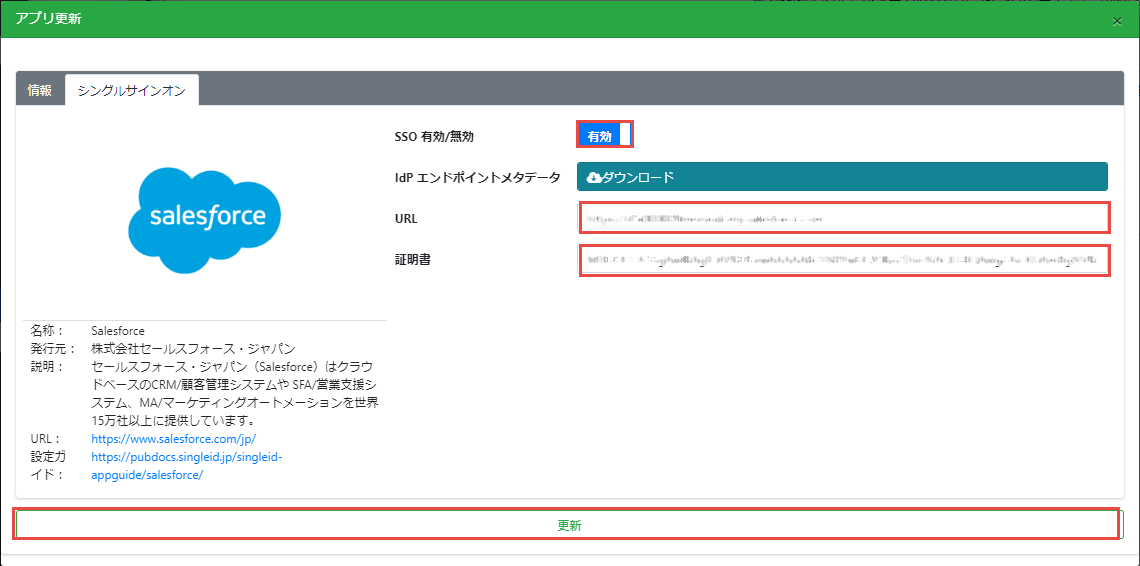 アプリ更新
×
情報
シングルサインオン
SSO 有効/無効
有効
IdP エンドポイントメタデータ
ダウンロード
URL
証明書
salesforce
名称：
Salesforce
発行元：
株式会社セールスフォース・ジャパン
説明：
セールスフォース・ジャパン（Salesforce）はクラウ
ドベースのCRM/顧客管理システムや SFA/営業支援シ
ステム、MA/マーケティングオートメーションを世界
15万社以上に提供しています。
URL：
https://www.salesforce.com/jp/
設定ガ
イド：
https://pubdocs.singleid.jp/singleid-
appguide/salesforce/
更新